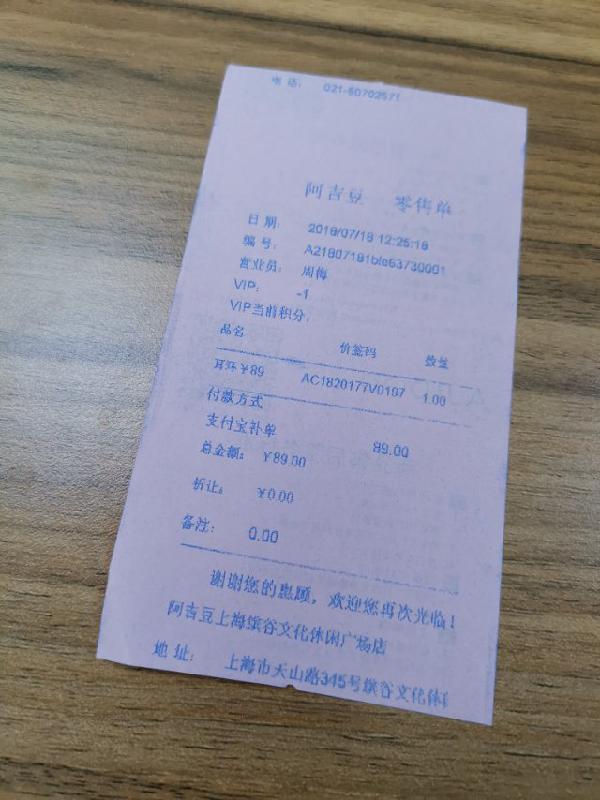 电话: 021-60702571
阿吉豆 零售单
日期: 2018/07/18 12:25:18
编号: A21807181blc63730001
营业员: 周梅
VIP: -1
VIP当前积分:
品名 价签码 数量
耳环¥89 AC1820177V0107 1.00
付款方式
支付宝补单 89.00
总金额: ¥89.00
折让: ¥0.00
备注: 0.00
谢谢您的惠顾,欢迎您再次光临!
阿吉豆上海缤谷文化休闲广场店
地址: 上海市天山路345号缤谷文化休